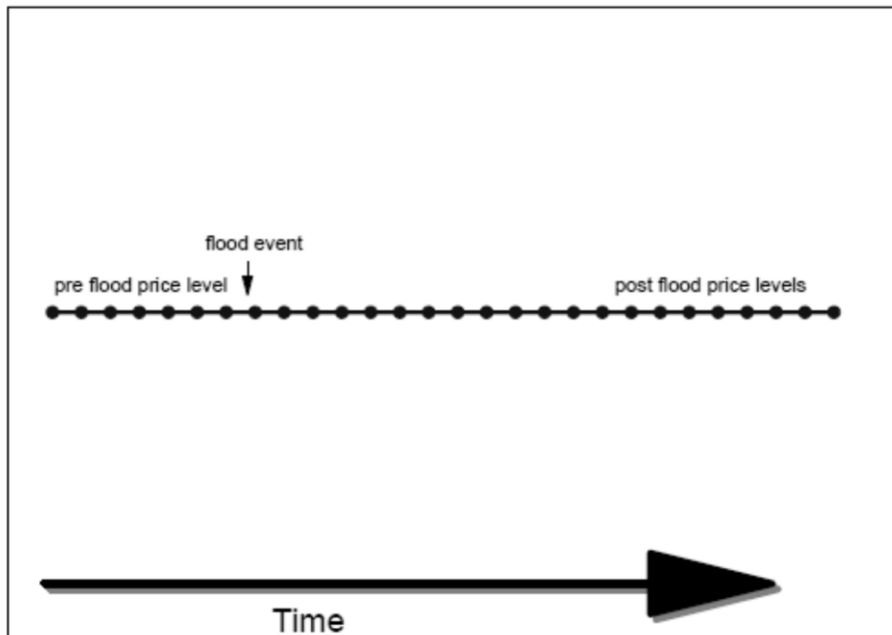 flood event
pre flood price level
post flood price levels
Time